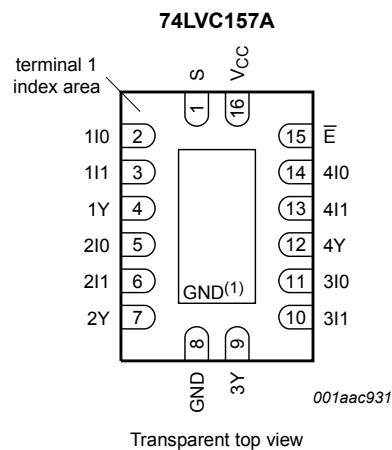 74LVC157A
terminal 1
index area
S
VCC
1
16
1I0
2
15
E̅
1I1
3
14
4I0
1Y
4
13
4I1
2I0
5
12
4Y
2I1
6
11
3I0
2Y
7
10
3I1
GND(1)
8
9
GND
3Y
001aac931
Transparent top view